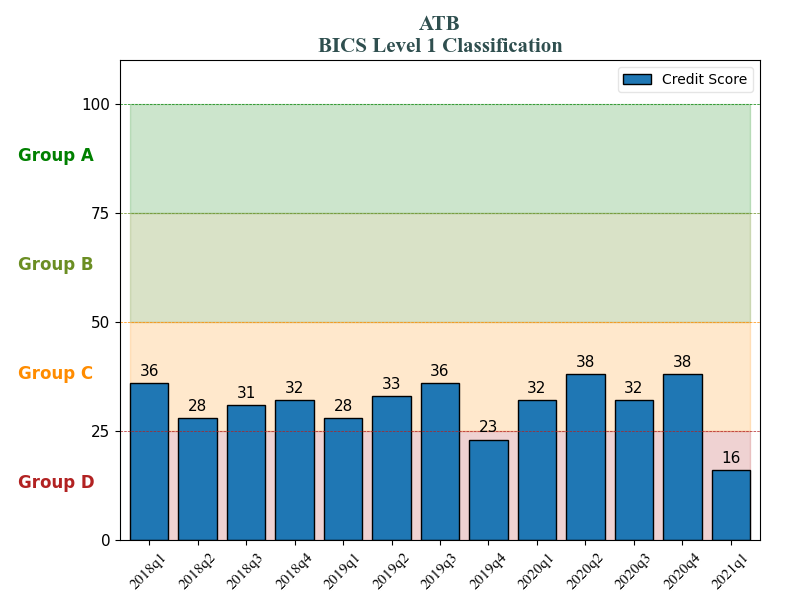 ATB
BICS Level 1 Classification
Credit Score
100
Group A
75
Group B
50
Group C
25
Group D
0
36
28
31
32
28
33
36
23
32
38
32
38
16
2018q1
2018q2
2018q3
2018q4
2019q1
2019q2
2019q3
2019q4
2020q1
2020q2
2020q3
2020q4
2021q1